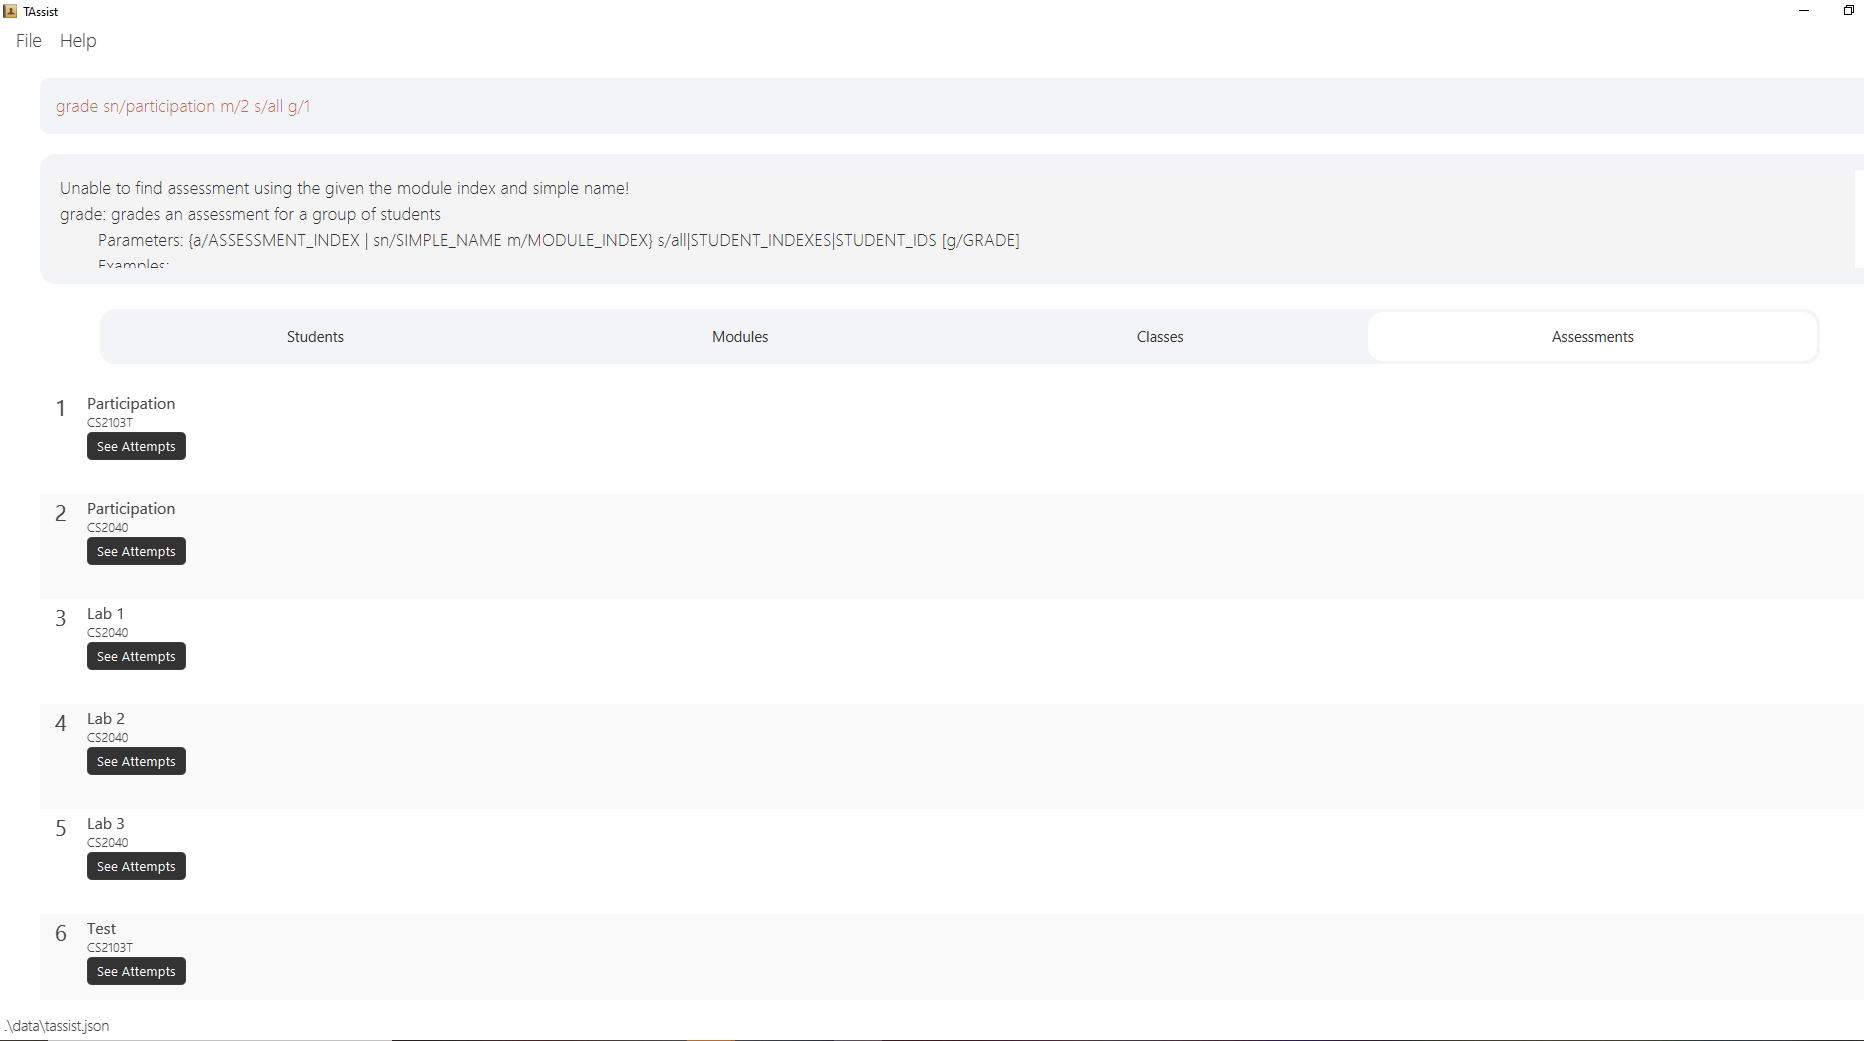 TAssist
File Help
grade sn/participation m/2 s/all g/1
Unable to find assessment using the given the module index and simple name!
grade: grades an assessment for a group of students
Parameters: {a/ASSESSMENT_INDEX | sn/SIMPLE_NAME m/MODULE_INDEX} s/all|STUDENT_INDEXES|STUDENT_IDS [g/GRADE]
Examples:
Students Modules Classes Assessments
1 Participation
CS2103T
See Attempts
2 Participation
CS2040
See Attempts
3 Lab 1
CS2040
See Attempts
4 Lab 2
CS2040
See Attempts
5 Lab 3
CS2040
See Attempts
6 Test
CS2103T
See Attempts
.\data\tassist.json